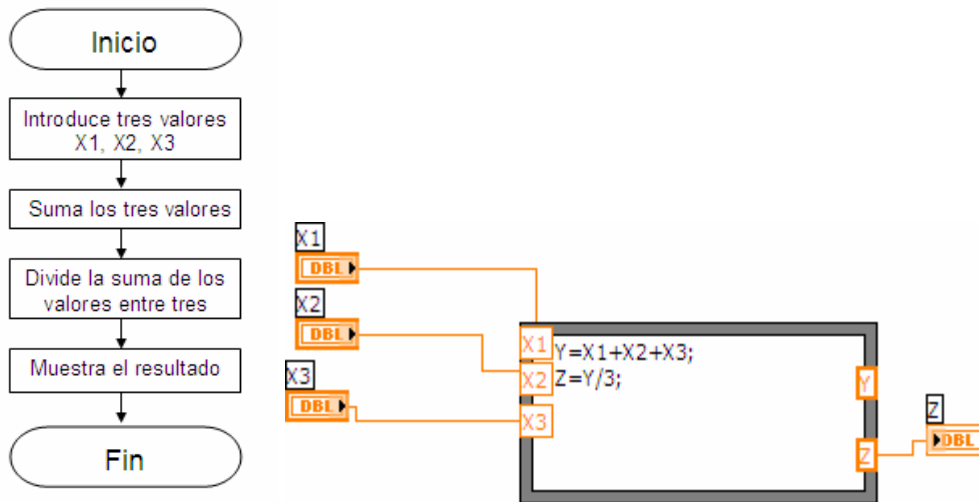 Inicio
Introduce tres valores
X1, X2, X3
Suma los tres valores
Divide la suma de los
valores entre tres
Muestra el resultado
Fin
X1
DBL
X2
DBL
X3
DBL
X1
X2
X3
Y=X1+X2+X3;
Z=Y/3;
Y
Z
Z
DBL